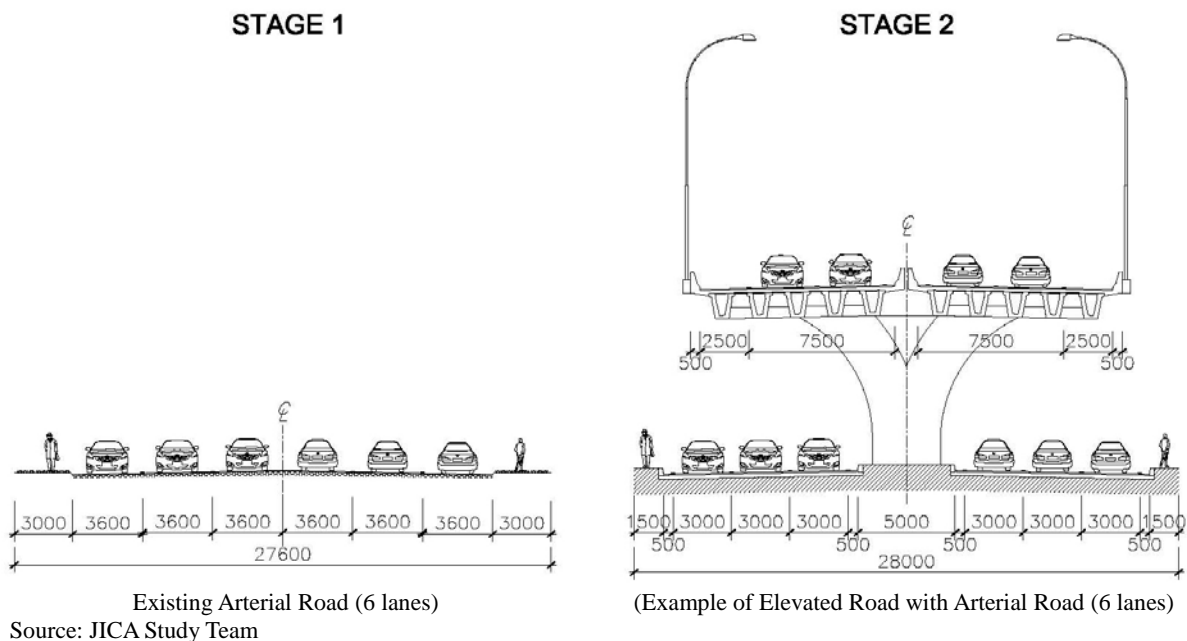 STAGE 1
STAGE 2
℄
2500 7500 7500 2500
500 500
℄
3000 3600 3600 3600 3600 3600 3600 3000
27600
1500 3000 3000 3000 5000 3000 3000 3000 1500
500 500 500 500
28000
Existing Arterial Road (6 lanes)
(Example of Elevated Road with Arterial Road (6 lanes)
Source: JICA Study Team